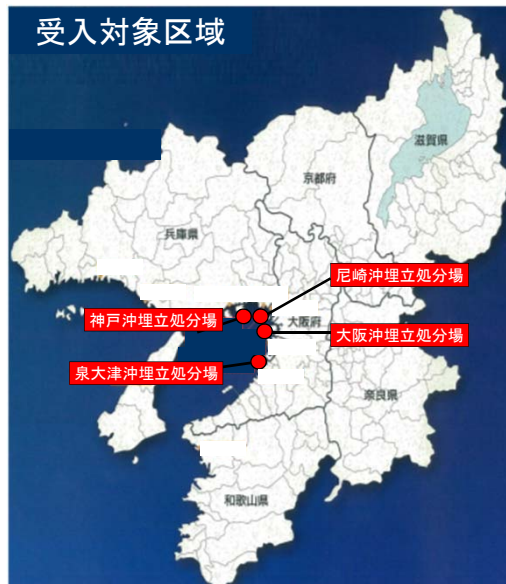 受入対象区域
滋賀県
京都府
兵庫県
尼崎沖埋立処分場
神戸沖埋立処分場
大阪府
大阪沖埋立処分場
泉大津沖埋立処分場
奈良県
和歌山県